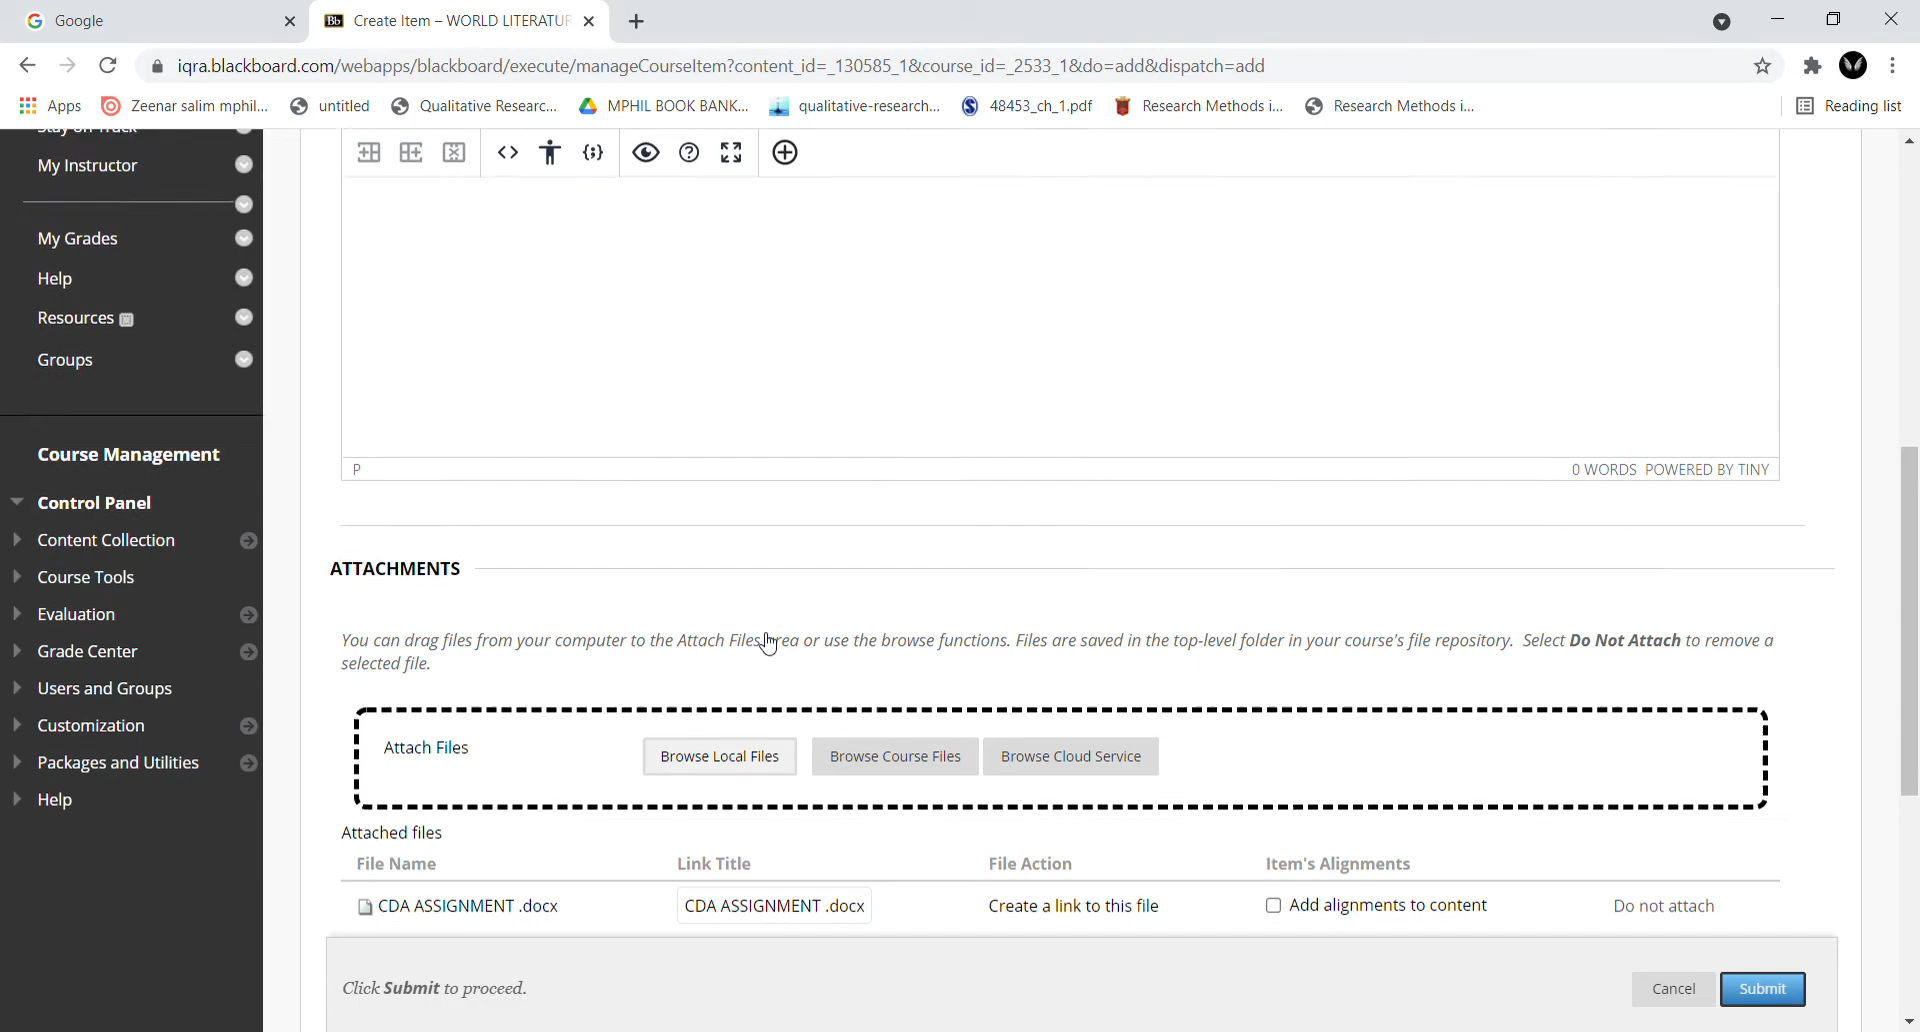 Google
Bb Create Item – WORLD LITERATUR
iqra.blackboard.com/webapps/blackboard/execute/manageCourseItem?content_id=_130585_1&course_id=_2533_1&do=add&dispatch=add
Apps Zeenar salim mphil... untitled Qualitative Researc... MPHIL BOOK BANK... qualitative-research... 48453_ch_1.pdf Research Methods i... Research Methods i... Reading list
Stay on Track
My Instructor
My Grades
Help
Resources
Groups
Course Management
Control Panel
Content Collection
Course Tools
Evaluation
Grade Center
Users and Groups
Customization
Packages and Utilities
Help
P 0 WORDS POWERED BY TINY
ATTACHMENTS
You can drag files from your computer to the Attach Files area or use the browse functions. Files are saved in the top-level folder in your course's file repository. Select Do Not Attach to remove a
selected file.
Attach Files Browse Local Files Browse Course Files Browse Cloud Service
Attached files
File Name Link Title File Action Item's Alignments
CDA ASSIGNMENT .docx CDA ASSIGNMENT .docx Create a link to this file Add alignments to content Do not attach
Click Submit to proceed. Cancel Submit